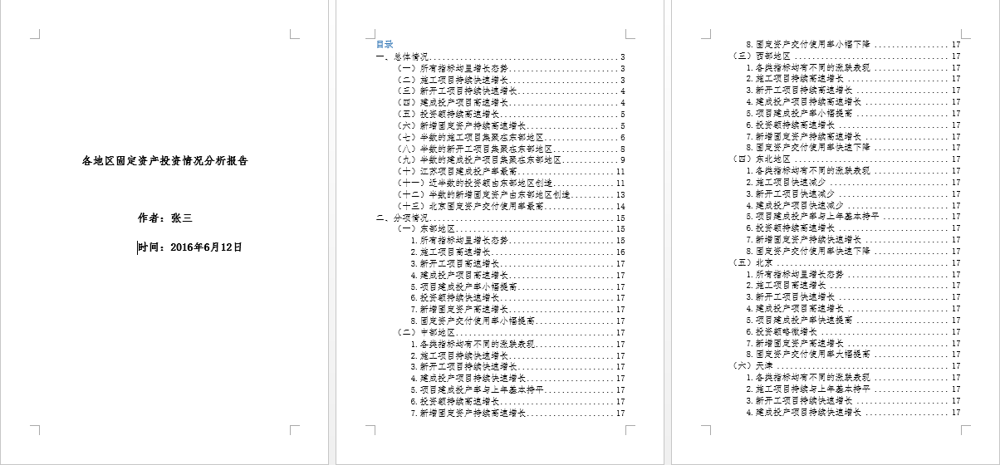 各地区固定资产投资情况分析报告
作者：张三
时间：2016年6月12日
目录
一、总体情况 3
（一）所有指标均呈增长态势 3
（二）施工项目持续快速增长 3
（三）新开工项目持续快速增长 4
（四）建成投产项目高速增长 4
（五）投资额持续高速增长 5
（六）新增固定资产持续高速增长 5
（七）半数的施工项目集聚在东部地区 6
（八）半数的新开工项目集聚在东部地区 8
（九）半数的建成投产项目集聚在东部地区 9
（十）江苏项目建成投产率最高 11
（十一）近半数的投资额由东部地区创造 11
（十二）半数的新增固定资产由东部地区创造 13
（十三）北京固定资产交付使用率最高 14
二、分项情况 15
（一）东部地区 15
1. 所有指标均呈增长态势 15
2. 施工项目高速增长 16
3. 新开工项目高速增长 17
4. 建成投产项目高速增长 17
5. 项目建成投产率小幅提高 17
6. 投资额持续快速增长 17
7. 新增固定资产高速增长 17
8. 固定资产交付使用率小幅提高 17
（二）中部地区 17
1. 各类指标均有不同的涨跌表现 17
2. 施工项目持续快速增长 17
3. 新开工项目持续快速增长 17
4. 建成投产项目持续快速增长 17
5. 项目建成投产率与上年基本持平 17
6. 投资额持续高速增长 17
7. 新增固定资产持续高速增长 17
8. 固定资产交付使用率小幅下降 17
（三）西部地区 17
1. 各类指标均有不同的涨跌表现 17
2. 施工项目持续高速增长 17
3. 新开工项目持续高速增长 17
4. 建成投产项目持续高速增长 17
5. 项目建成投产率小幅提高 17
6. 投资额持续高速增长 17
7. 新增固定资产持续高速增长 17
8. 固定资产交付使用率快速下降 17
（四）东北地区 17
1. 各类指标均有不同的涨跌表现 17
2. 施工项目快速减少 17
3. 新开工项目快速减少 17
4. 建成投产项目快速减少 17
5. 项目建成投产率与上年基本持平 17
6. 投资额持续高速增长 17
7. 新增固定资产持续快速增长 17
8. 固定资产交付使用率快速下降 17
（五）北京 17
1. 所有指标均呈增长态势 17
2. 施工项目高速增长 17
3. 新开工项目快速增长 17
4. 建成投产项目高速增长 17
5. 项目建成投产率快速提高 17
6. 投资额略微增长 17
7. 新增固定资产高速增长 17
8. 固定资产交付使用率大幅提高 17
（六）天津 17
1. 各类指标均有不同的涨跌表现 17
2. 施工项目持续与上年基本持平 17
3. 新开工项目持续快速增长 17
4. 建成投产项目持续快速增长 17